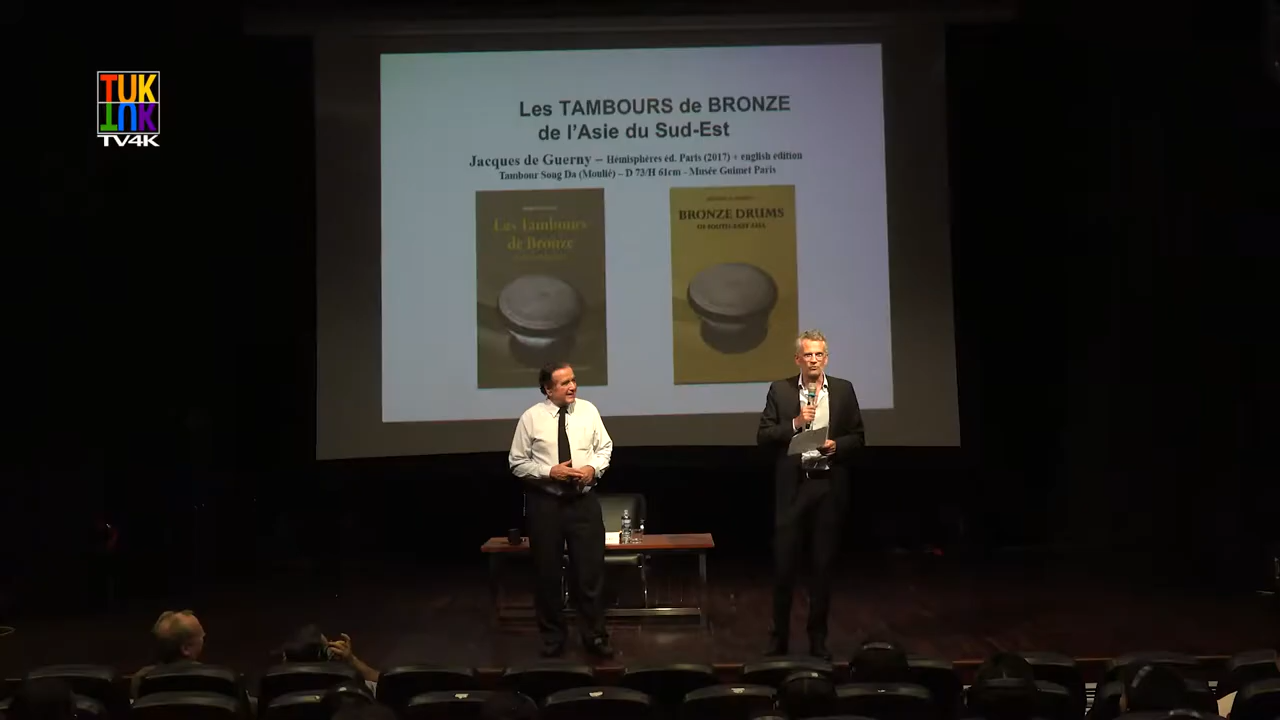 TUK
TUK
TV4K
Les TAMBOURS de BRONZE
de l'Asie du Sud-Est
Jacques de Guerny – Hémisphères éd. Paris (2017) + english edition
Tambour Song Da (Moulié) – D 73/H 61cm - Musée Guimet Paris
Les Tambours
de Bronze
BRONZE DRUMS
OF SOUTH-EAST ASIA